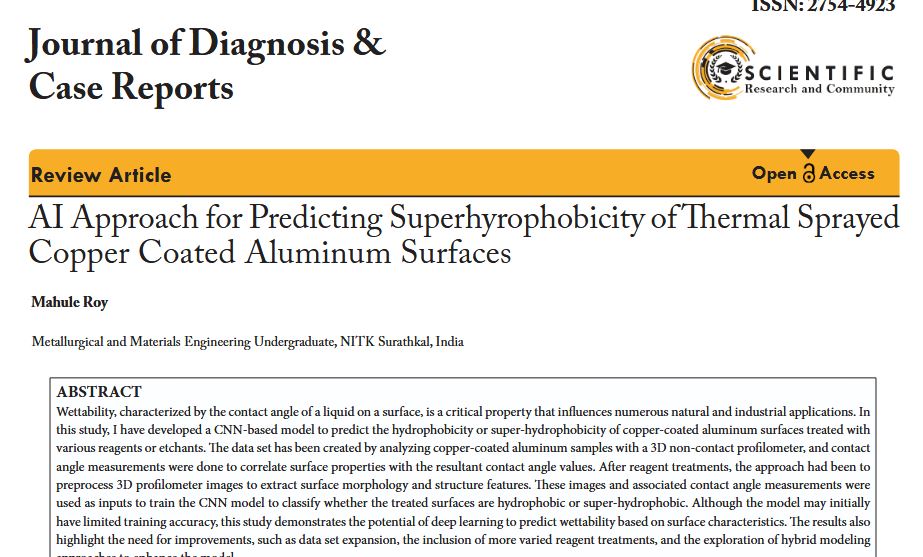 ISSN: 2754-4923
Journal of Diagnosis &
Case Reports
SCIENTIFIC
Research and Community
Review Article
Open Access
AI Approach for Predicting Superhyrophobicity of Thermal Sprayed
Copper Coated Aluminum Surfaces
Mahule Roy
Metallurgical and Materials Engineering Undergraduate, NITK Surathkal, India
ABSTRACT
Wettability, characterized by the contact angle of a liquid on a surface, is a critical property that influences numerous natural and industrial applications. In
this study, I have developed a CNN-based model to predict the hydrophobicity or super-hydrophobicity of copper-coated aluminum surfaces treated with
various reagents or etchants. The data set has been created by analyzing copper-coated aluminum samples with a 3D non-contact profilometer, and contact
angle measurements were done to correlate surface properties with the resultant contact angle values. After reagent treatments, the approach had been to
preprocess 3D profilometer images to extract surface morphology and structure features. These images and associated contact angle measurements were
used as inputs to train the CNN model to classify whether the treated surfaces are hydrophobic or super-hydrophobic. Although the model may initially
have limited training accuracy, this study demonstrates the potential of deep learning to predict wettability based on surface characteristics. The results also
highlight the need for improvements, such as data set expansion, the inclusion of more varied reagent treatments, and the exploration of hybrid modeling
approaches to enhance the model.